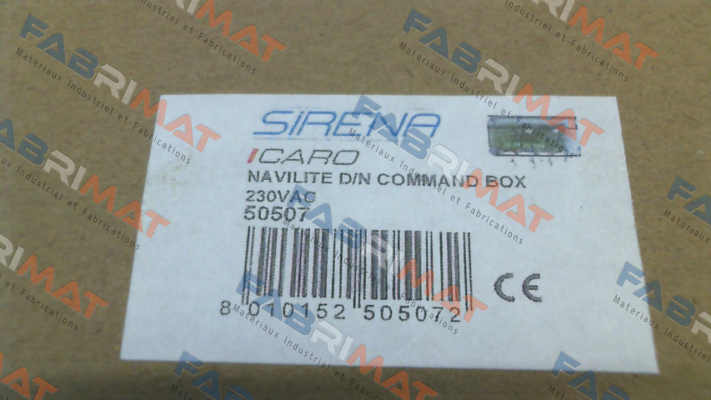 SIRENA
ICARO
NAVILITE D/N COMMAND BOX
230VAC
50507
8 010152 505072
CE
FABRIMAT
Materiaux Industriel et Fabrications